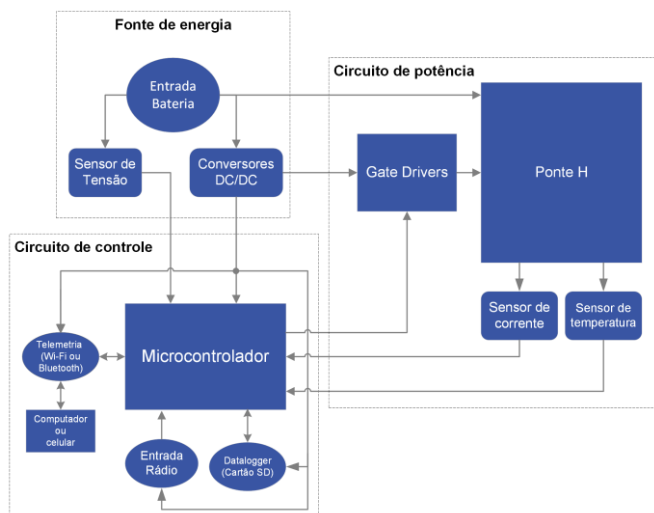 Fonte de energia
Entrada
Bateria
Sensor de
Tensão
Conversores
DC/DC
Circuito de potência
Gate Drivers
Ponte H
Sensor de
corrente
Sensor de
temperatura
Circuito de controle
Telemetria
(Wi-Fi ou
Bluetooth)
Microcontrolador
Computador
ou
celular
Entrada
Rádio
Datalogger
(Cartão SD)